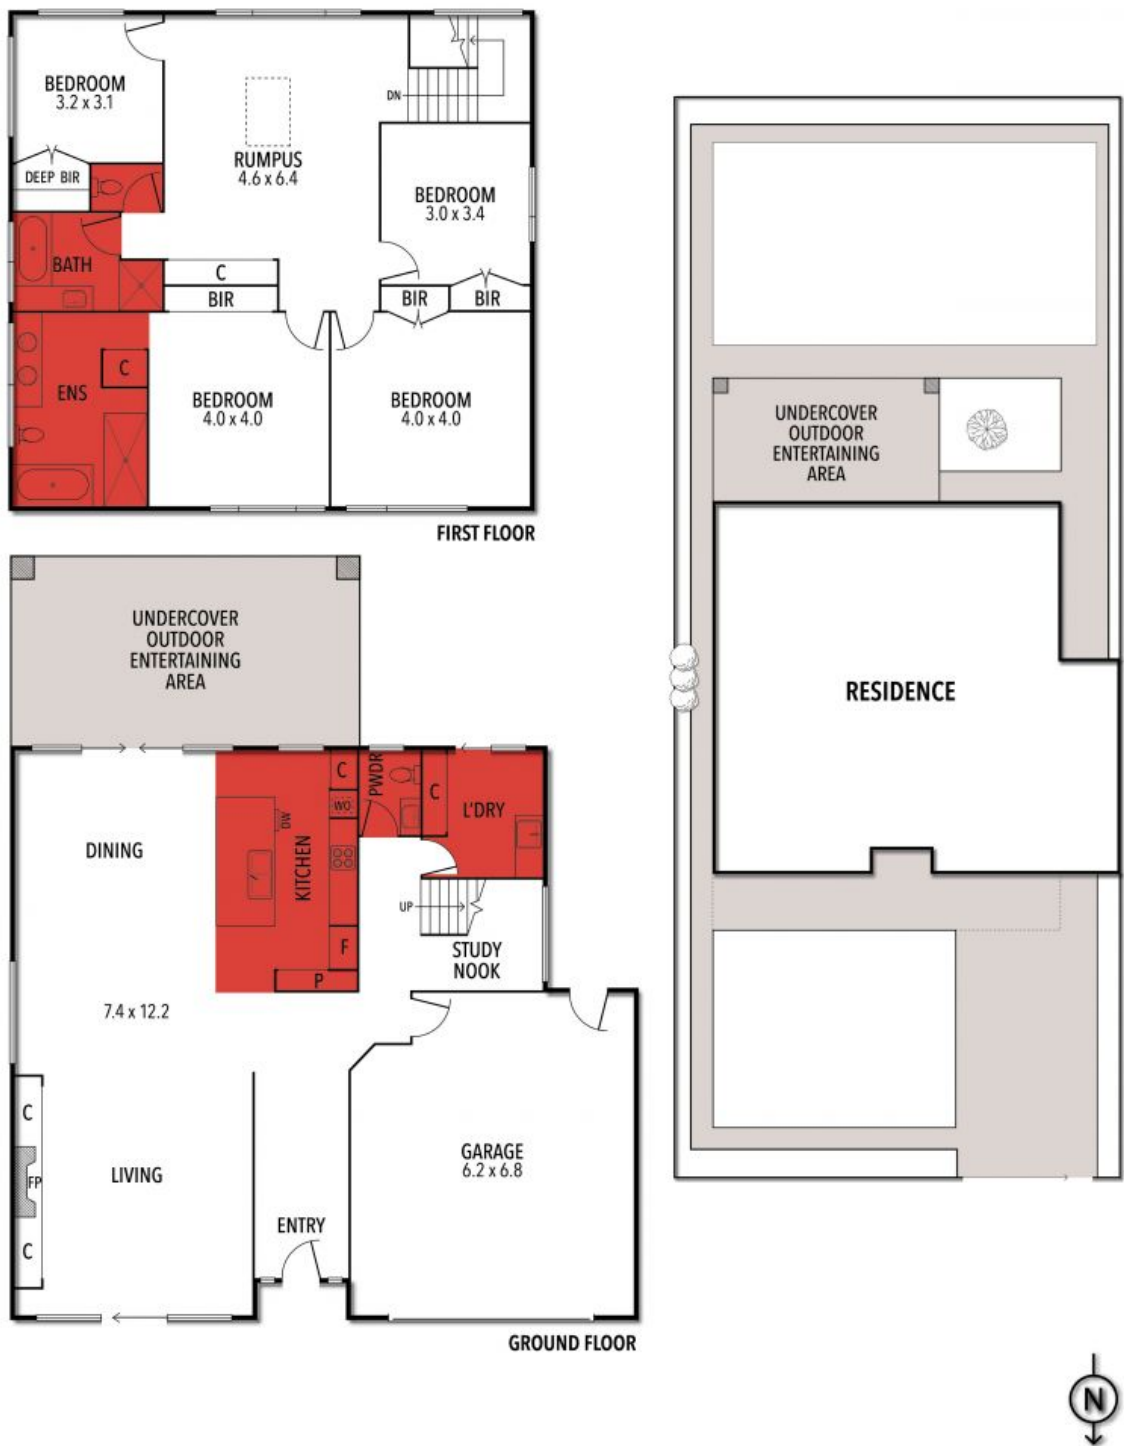 BEDROOM
3.2 x 3.1
DEEP BIR
RUMPUS
4.6 x 6.4
DN
BEDROOM
3.0 x 3.4
BATH
C
BIR
BIR
BIR
ENS
C
BEDROOM
4.0 x 4.0
BEDROOM
4.0 x 4.0
FIRST FLOOR
UNDERCOVER
OUTDOOR
ENTERTAINING
AREA
C
WO
DW
KITCHEN
F
P
PWDR
C
L'DRY
DINING
UP
STUDY
NOOK
7.4 x 12.2
C
FP
C
LIVING
ENTRY
GARAGE
6.2 x 6.8
GROUND FLOOR
UNDERCOVER
OUTDOOR
ENTERTAINING
AREA
RESIDENCE
N